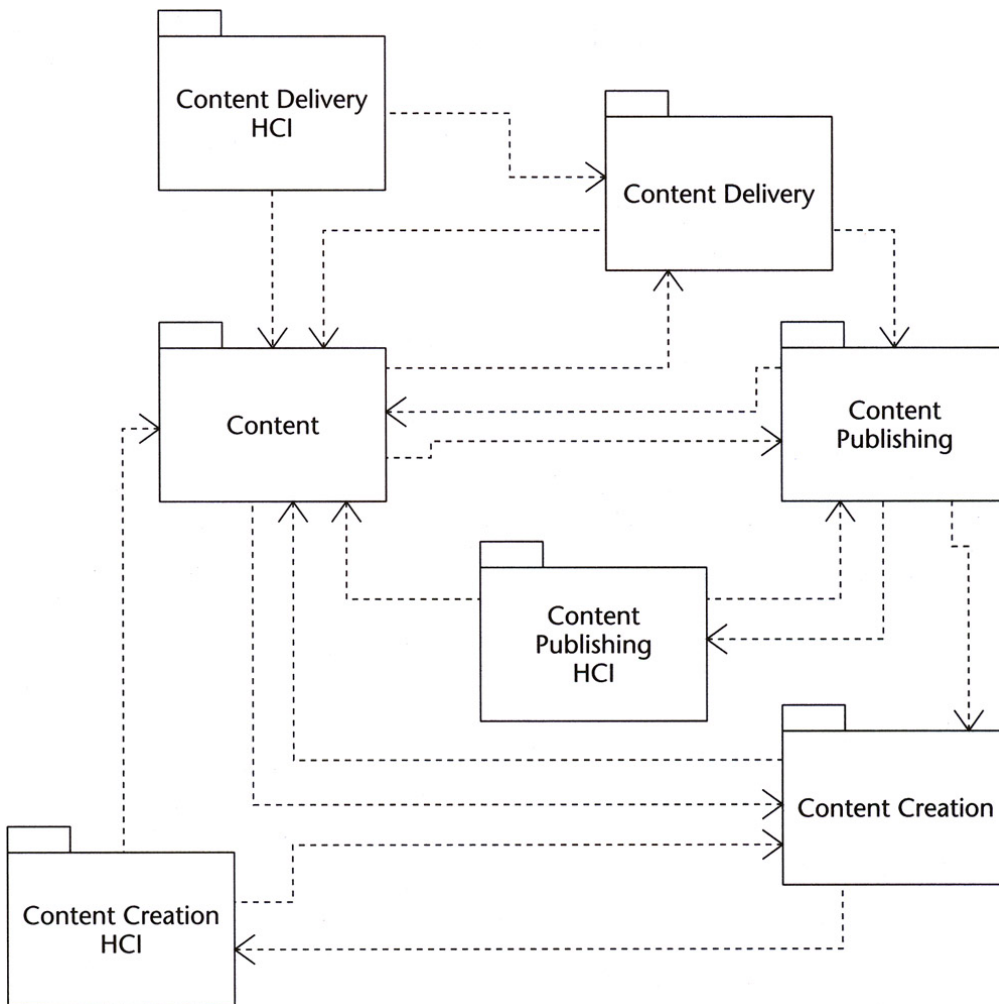 Content Delivery
HCI
Content Delivery
Content
Content
Publishing
Content
Publishing
HCI
Content Creation
Content Creation
HCI